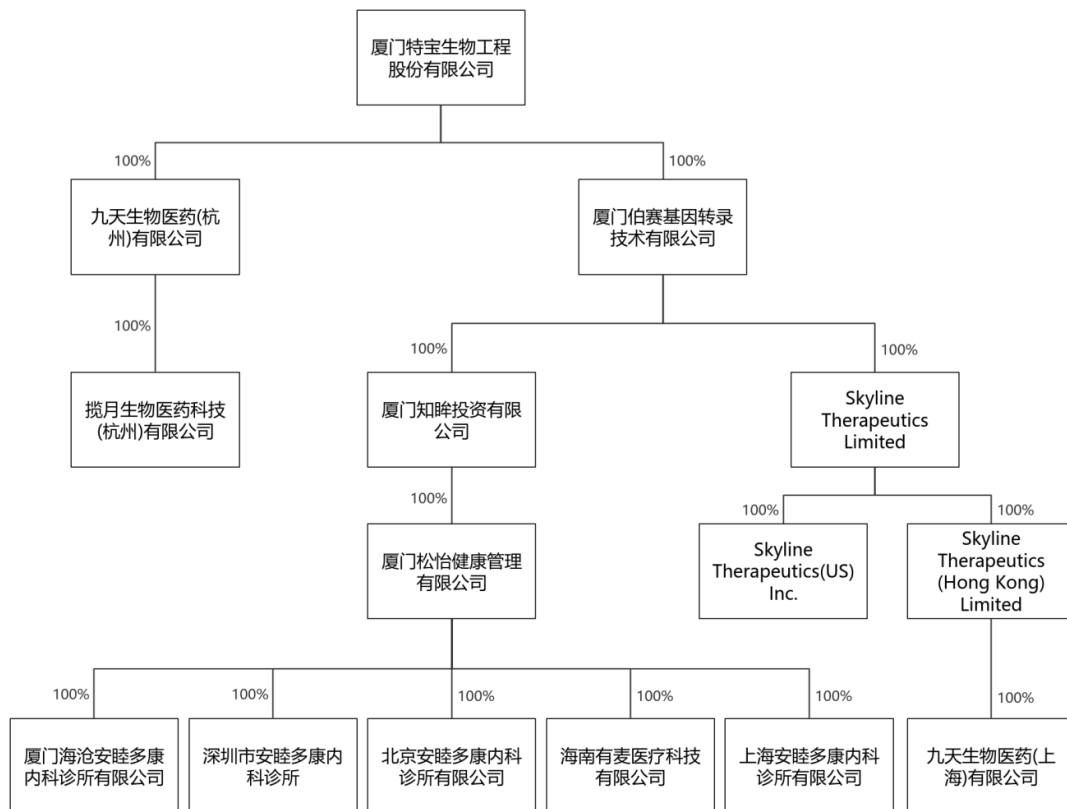 厦门特宝生物工程
股份有限公司
100%
100%
九天生物医药(杭
州)有限公司
厦门伯赛基因转录
技术有限公司
100%
100%
100%
揽月生物医药科技
(杭州)有限公司
厦门知眸投资有限
公司
Skyline
Therapeutics
Limited
100%
100%
100%
厦门松怡健康管理
有限公司
Skyline
Therapeutics(US)
Inc.
Skyline
Therapeutics
(Hong Kong)
Limited
100%
100%
100%
100%
100%
100%
厦门海沧安睦多康
内科诊所有限公司
深圳市安睦多康内
科诊所
北京安睦多康内科
诊所有限公司
海南有麦医疗科技
有限公司
上海安睦多康内科
诊所有限公司
九天生物医药(上
海)有限公司